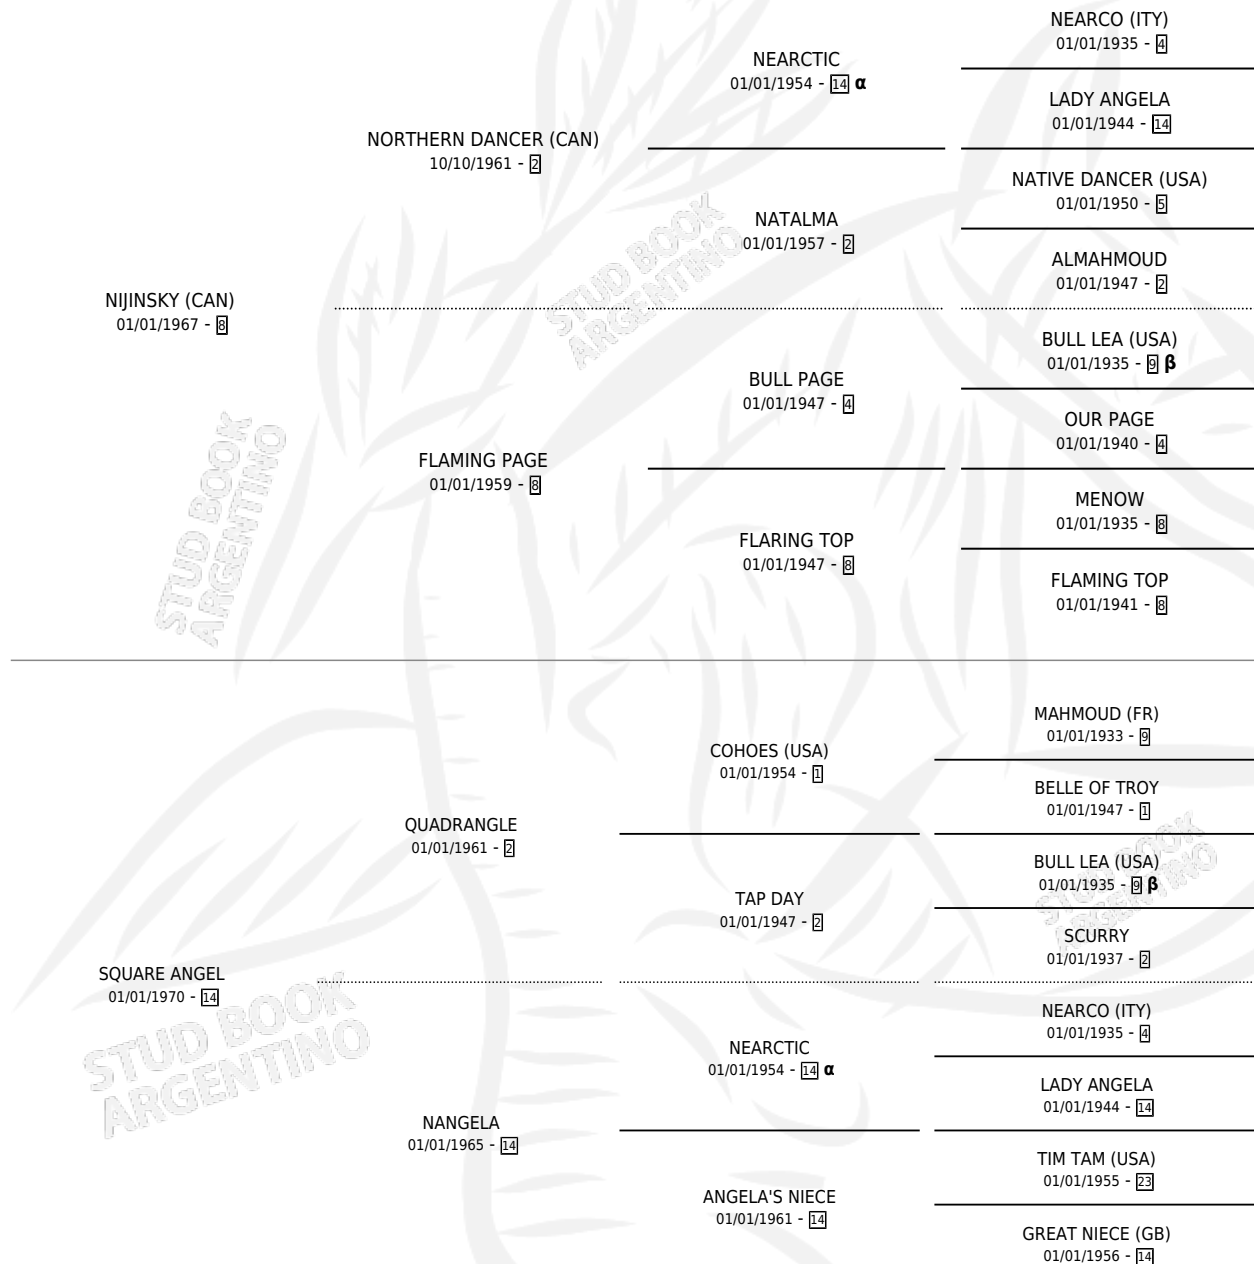 NEARCO (ITY)
01/01/1935 - 4
NEARCTIC
01/01/1954 - 14 α
LADY ANGELA
01/01/1944 - 14
NORTHERN DANCER (CAN)
10/10/1961 - 2
NATIVE DANCER (USA)
01/01/1950 - 5
NATALMA
01/01/1957 - 2
ALMAHMOUD
01/01/1947 - 2
STUD BOOK
ARGENTINO
NIJINSKY (CAN)
01/01/1967 - 8
BULL LEA (USA)
01/01/1935 - 9 β
BULL PAGE
01/01/1947 - 4
OUR PAGE
01/01/1940 - 4
FLAMING PAGE
01/01/1959 - 8
MENOW
01/01/1935 - 8
FLARING TOP
01/01/1947 - 8
FLAMING TOP
01/01/1941 - 8
STUD BOOK
ARGENTINO
MAHMOUD (FR)
01/01/1933 - 9
COHOES (USA)
01/01/1954 - 1
BELLE OF TROY
01/01/1947 - 1
QUADRANGLE
01/01/1961 - 2
BULL LEA (USA)
01/01/1935 - 9 β
TAP DAY
01/01/1947 - 2
SCURRY
01/01/1937 - 2
STUD BOOK
ARGENTINO
SQUARE ANGEL
01/01/1970 - 14
NEARCO (ITY)
01/01/1935 - 4
NEARCTIC
01/01/1954 - 14 α
LADY ANGELA
01/01/1944 - 14
STUD BOOK
ARGENTINO
NANGELA
01/01/1965 - 14
TIM TAM (USA)
01/01/1955 - 23
ANGELA'S NIECE
01/01/1961 - 14
GREAT NIECE (GB)
01/01/1956 - 14